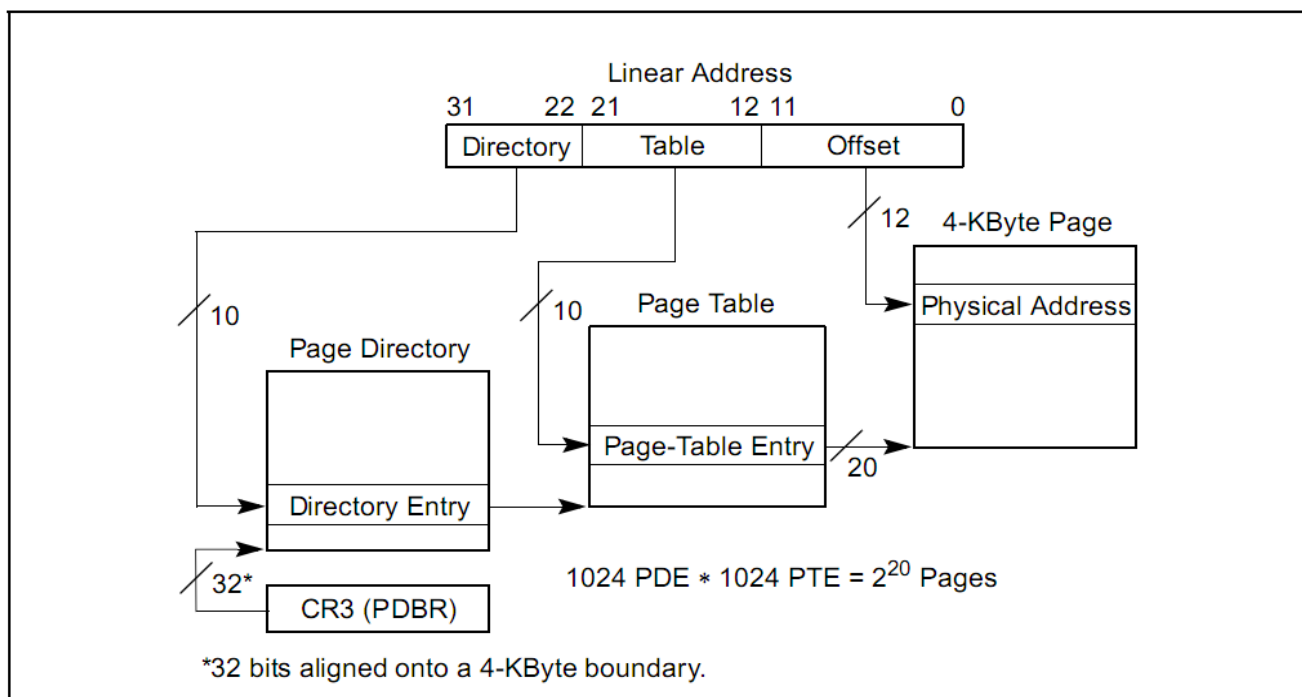 Linear Address
31 22 21 12 11 0
Directory Table Offset
12
4-KByte Page
10
10
Page Table
Physical Address
Page Directory
Page-Table Entry
20
Directory Entry
32*
1024 PDE * 1024 PTE = 2^20 Pages
CR3 (PDBR)
*32 bits aligned onto a 4-KByte boundary.